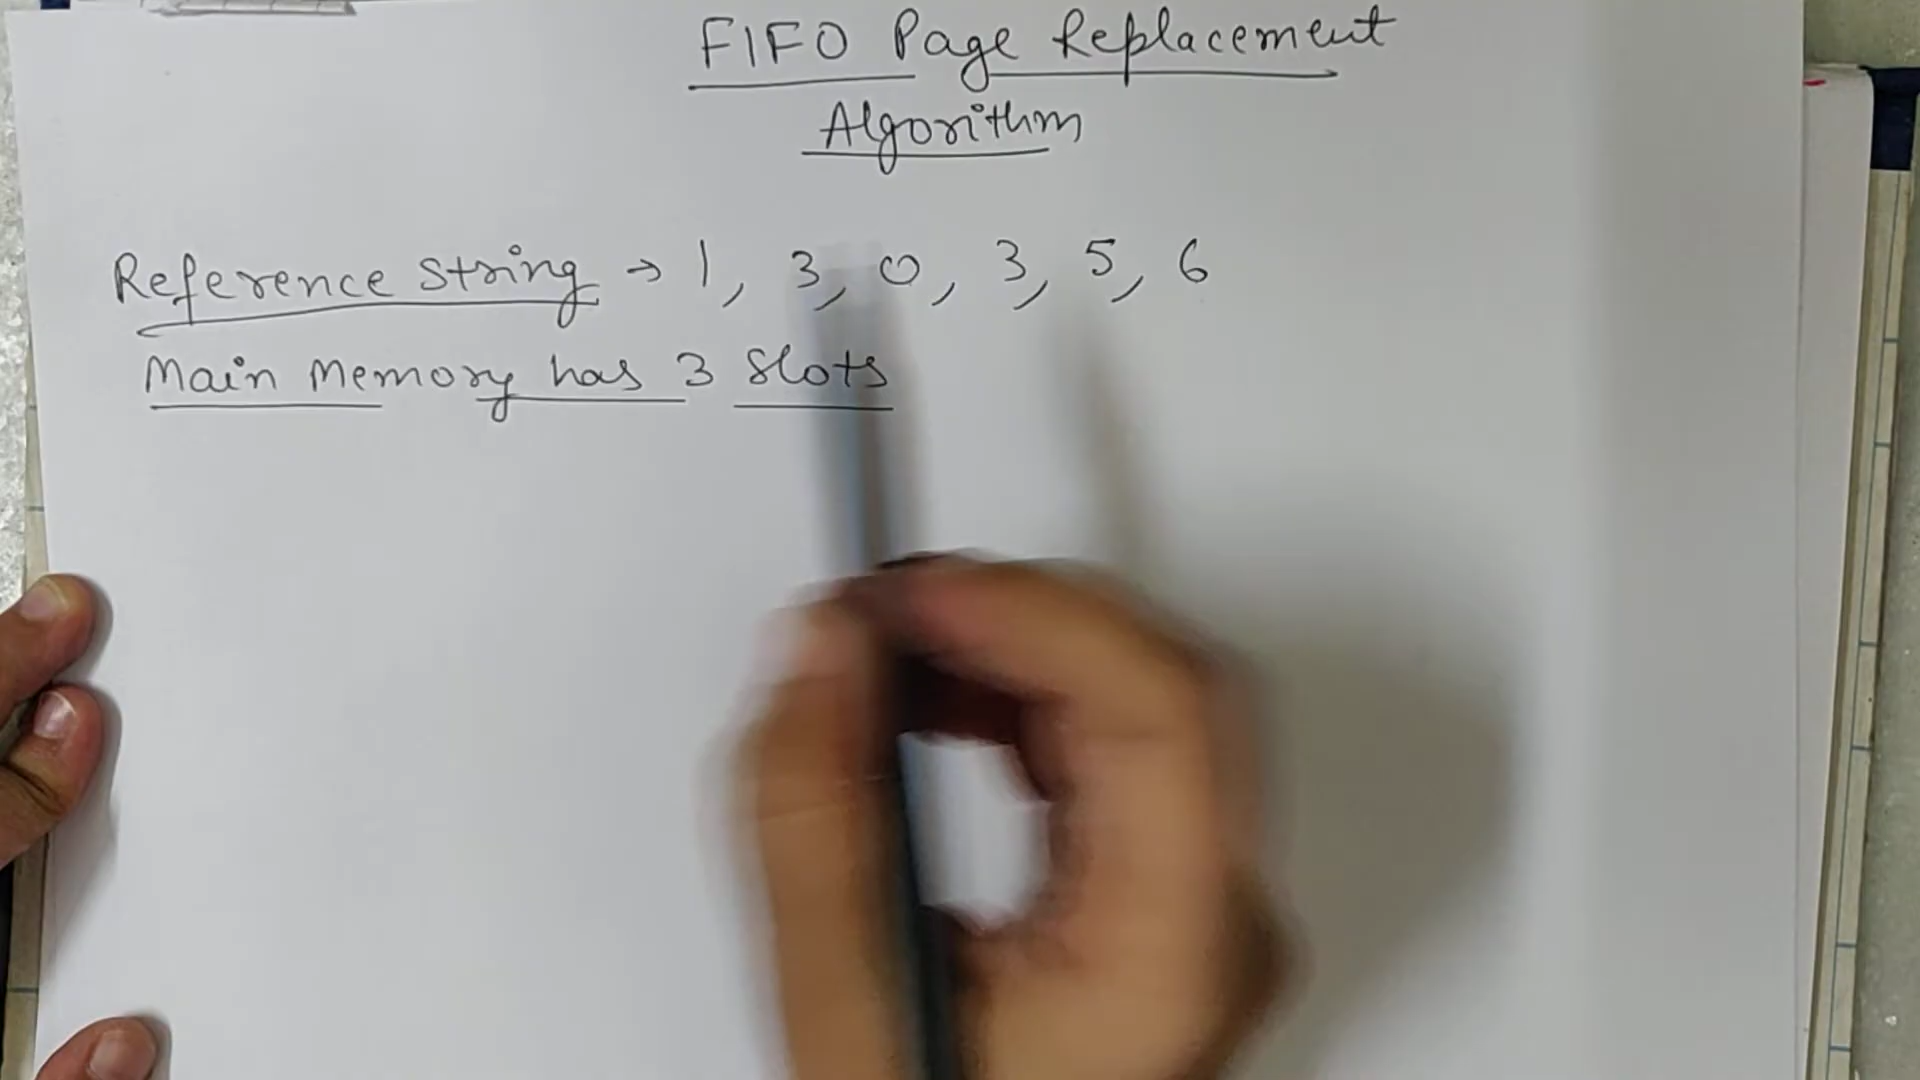 FIFO Page Replacement
Algorithm
Reference String → 1, 3, 0, 3, 5, 6
Main Memory has 3 Slots